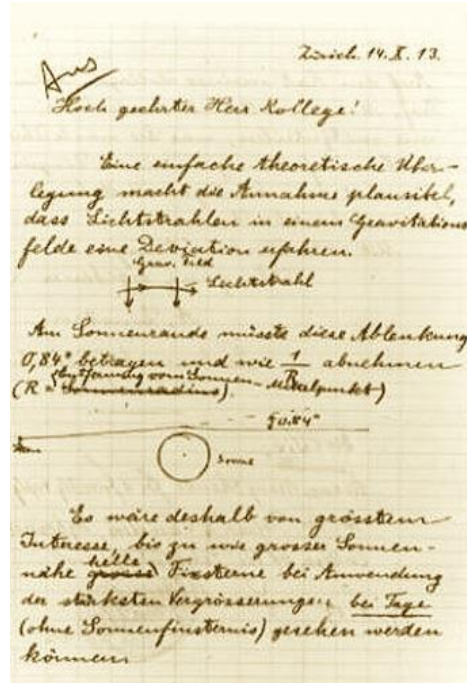 Zürich. 14. X. 13.
Aus
Hoch geehrter Herr Kollege!
Eine einfache theoretische Über-
legung macht die Annahme plausibel,
dass Lichtstrahlen in einem Gravitations
felde eine Deviation erfahren.
Grav. Feld
Lichtstrahl
Am Sonnenrande müsste diese Ablenkung
0,84" betragen und wie 1/R abnehmen
(R = Sonnenradius Entfernung vom Sonnen-Mittelpunkt)
0.84"
Sonne
Es wäre deshalb von grösstem
Interesse, bis zu wie grosser Sonnen-
nähe grosse helle Fixsterne bei Anwendung
der stärksten Vergrösserungen bei Tage
(ohne Sonnenfinsternis) gesehen werden
können.